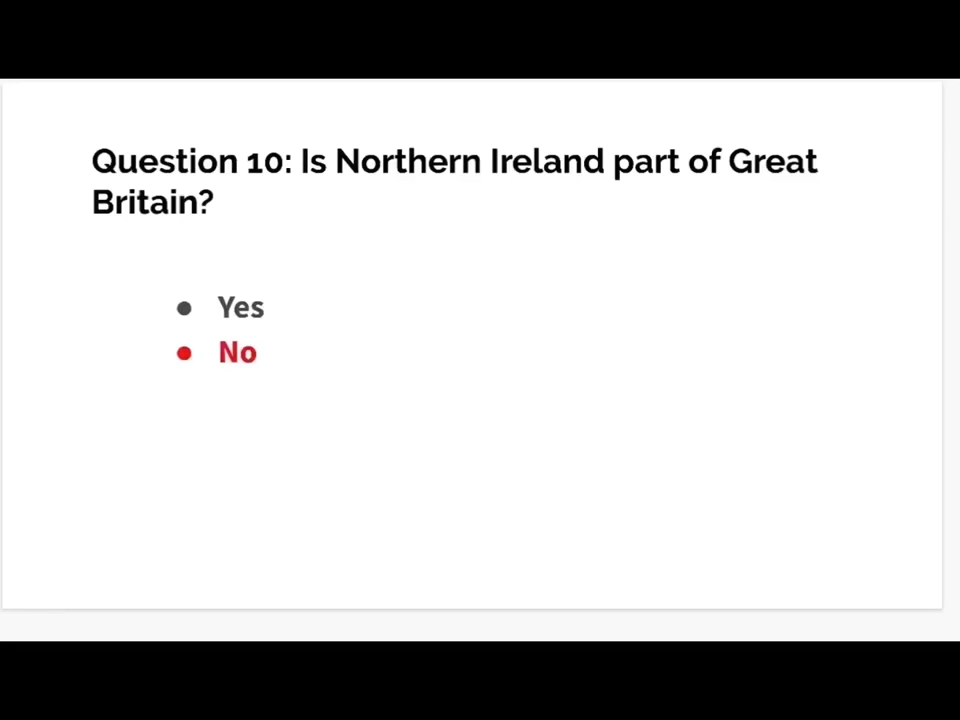 Question 10: Is Northern Ireland part of Great
Britain?
● Yes
● No